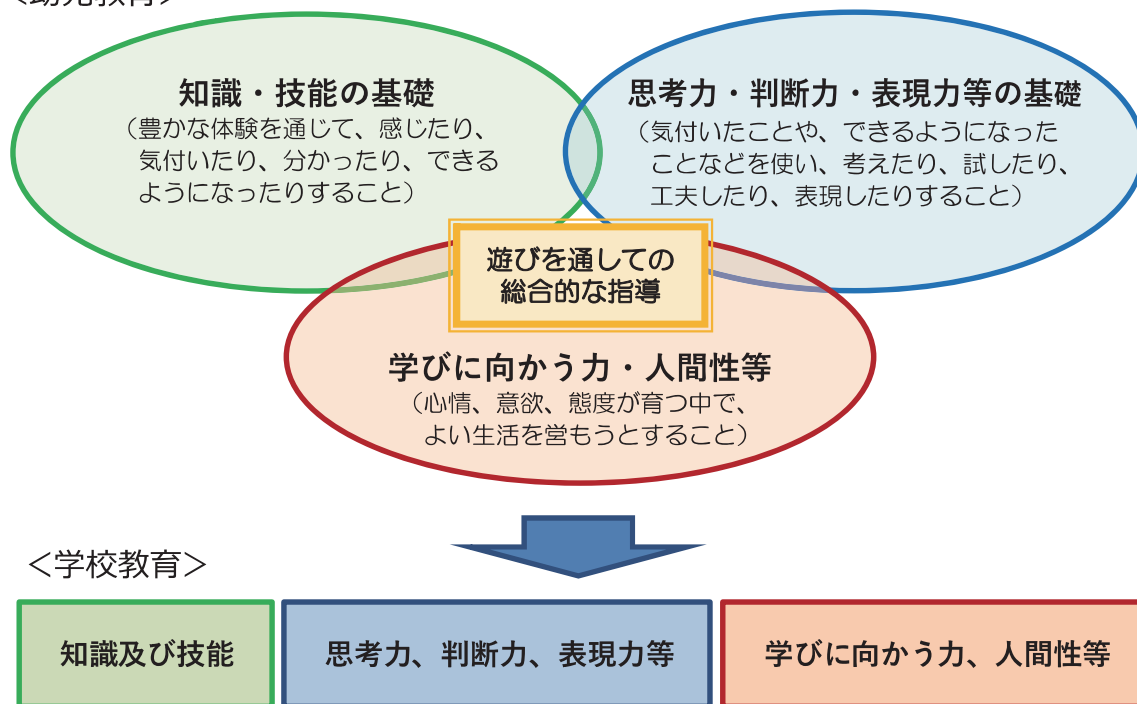 <幼児教育>
知識・技能の基礎
(豊かな体験を通じて、感じたり、
気付いたり、分かったり、できる
ようになったりすること)
思考力・判断力・表現力等の基礎
(気付いたことや、できるようになった
ことなどを使い、考えたり、試したり、
工夫したり、表現したりすること)
遊びを通しての
総合的な指導
学びに向かう力・人間性等
(心情、意欲、態度が育つ中で、
よい生活を営もうとすること)
<学校教育>
知識及び技能
思考力、判断力、表現力等
学びに向かう力、人間性等